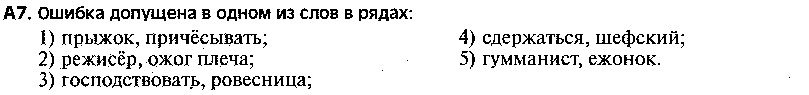 А7. Ошибка допущена в одном из слов в рядах:
1) прыжок, причёсывать;
2) режисёр, ожог плеча;
3) господствовать, ровесница;
4) сдержаться, шефский;
5) гумманист, ежонок.